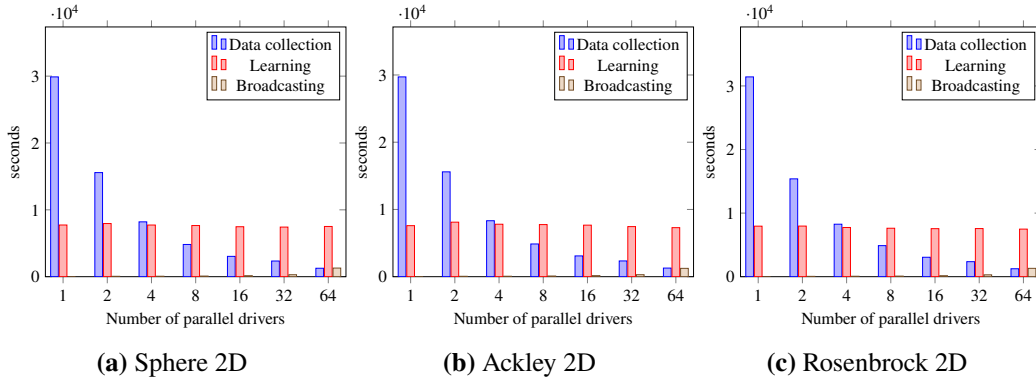 ·10⁴
3
2
1
0
seconds
Data collection
Learning
Broadcasting
1 2 4 8 16 32 64
Number of parallel drivers
(a) Sphere 2D
·10⁴
3
2
1
0
seconds
Data collection
Learning
Broadcasting
1 2 4 8 16 32 64
Number of parallel drivers
(b) Ackley 2D
·10⁴
3
2
1
0
seconds
Data collection
Learning
Broadcasting
1 2 4 8 16 32 64
Number of parallel drivers
(c) Rosenbrock 2D